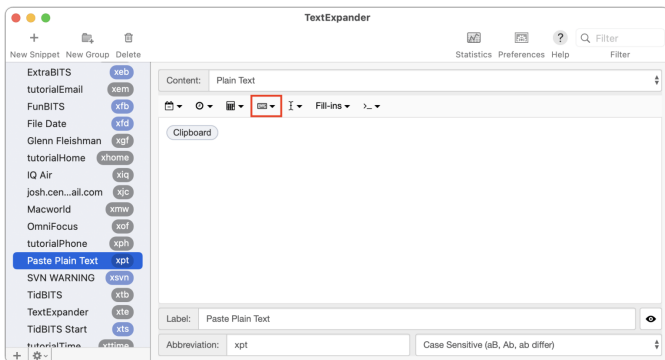 TextExpander
New Snippet New Group Delete
Statistics Preferences Help
Filter
Filter
ExtraBITS xeb
tutorialEmail xem
FunBITS xfb
File Date xfd
Glenn Fleishman xgf
tutorialHome xhome
IQ Air xiq
josh.cen...ail.com xjc
Macworld xmw
OmniFocus xof
tutorialPhone xph
Paste Plain Text xpt
SVN WARNING xsvn
TidBITS xtb
TextExpander xte
TidBITS Start xts
tutorialTime xttime
Content: Plain Text
Fill-ins
Clipboard
Label: Paste Plain Text
Abbreviation: xpt Case Sensitive (aB, Ab, ab differ)